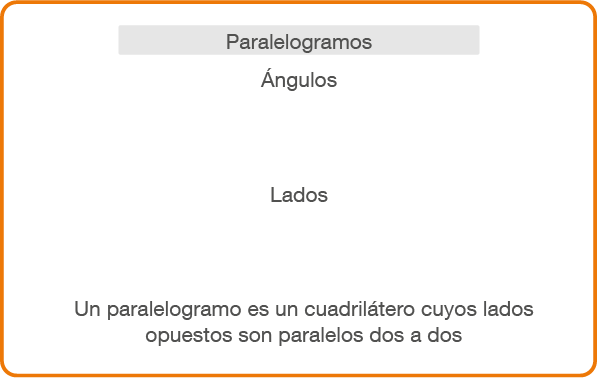 Paralelogramos
Ángulos
Lados
Un paralelogramo es un cuadrilátero cuyos lados
opuestos son paralelos dos a dos